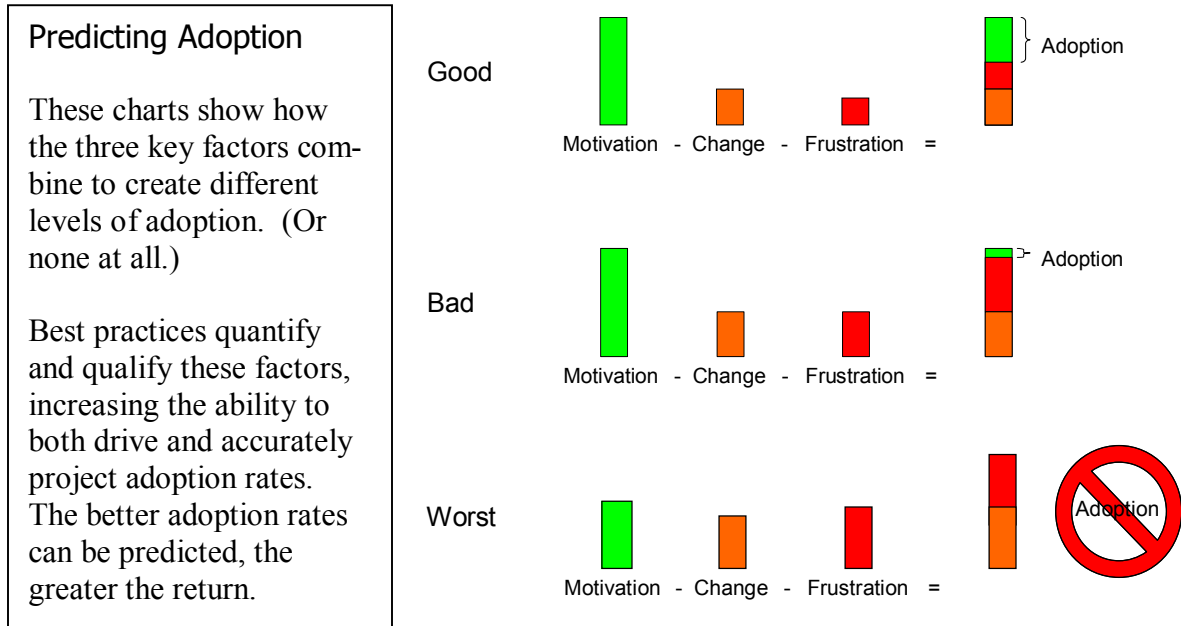 Predicting Adoption
These charts show how
the three key factors com-
bine to create different
levels of adoption.  (Or
none at all.)
Best practices quantify
and qualify these factors,
increasing the ability to
both drive and accurately
project adoption rates.
The better adoption rates
can be predicted, the
greater the return.
Good
Adoption
Motivation - Change - Frustration =
Bad
Adoption
Motivation - Change - Frustration =
Worst
Adoption
Motivation - Change - Frustration =